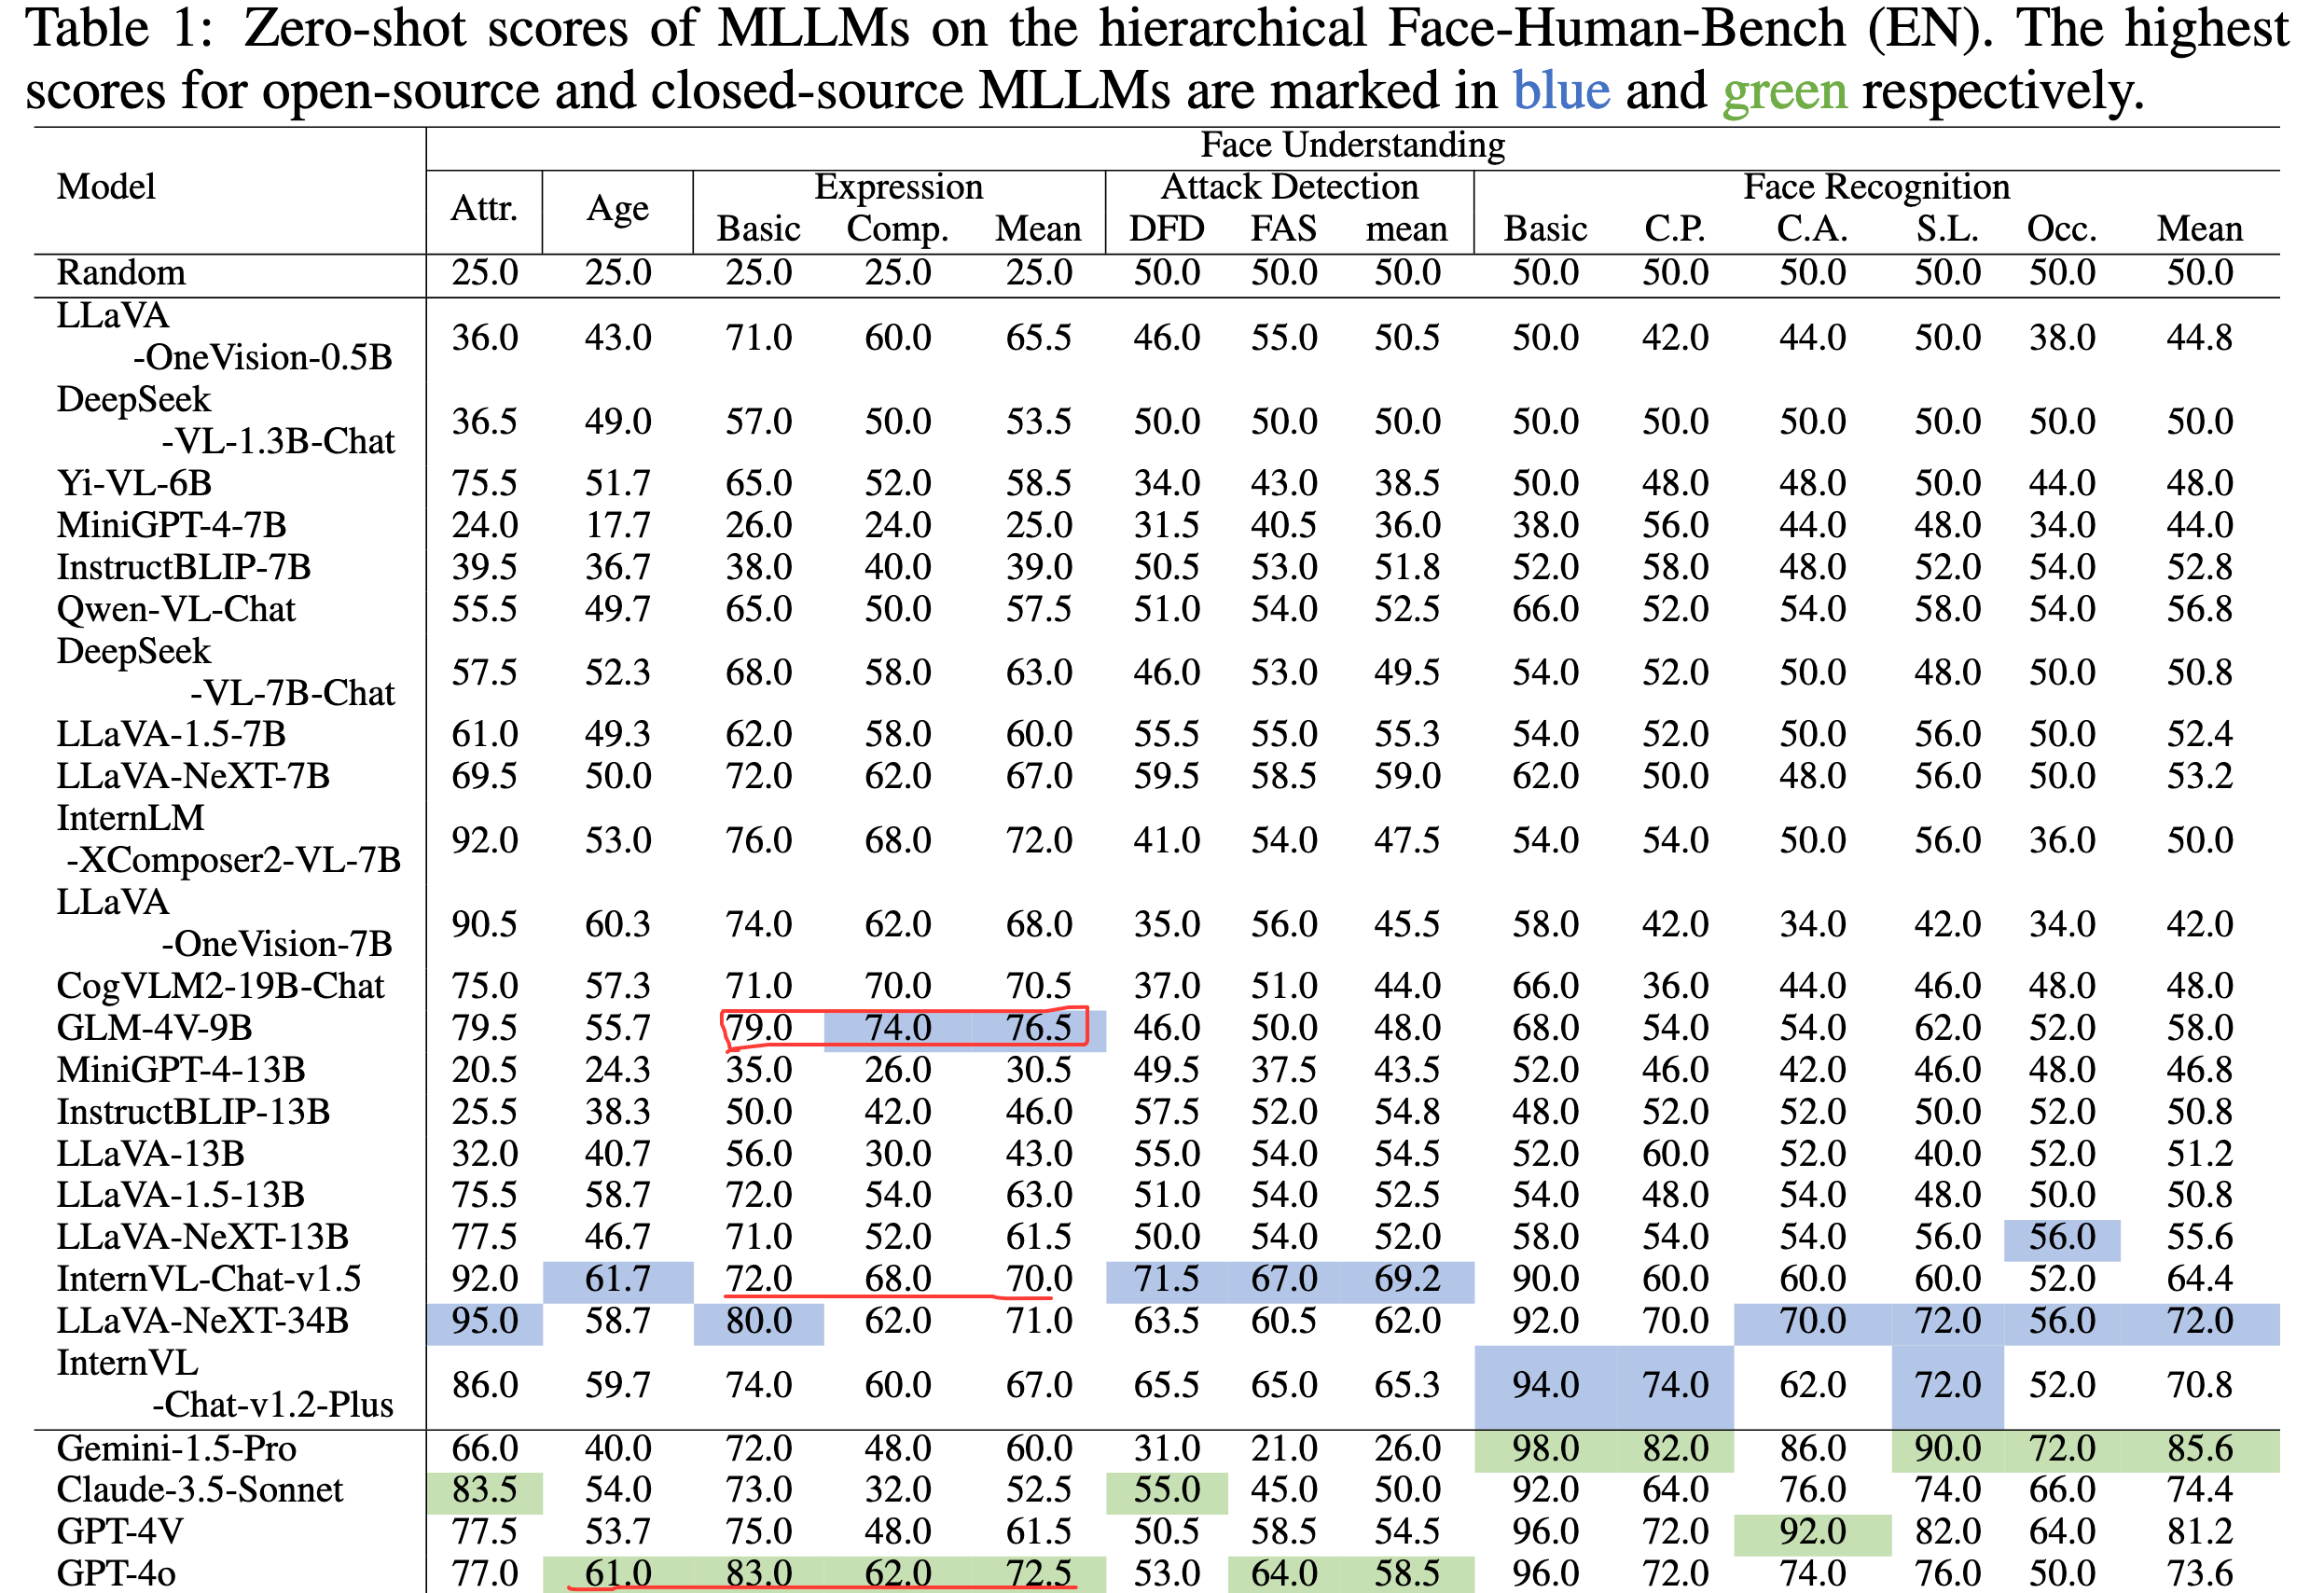 Table 1: Zero-shot scores of MLLMs on the hierarchical Face-Human-Bench (EN). The highest
scores for open-source and closed-source MLLMs are marked in blue and green respectively.
Face Understanding
Model Attr. Age Expression Attack Detection Face Recognition
Basic Comp. Mean DFD FAS mean Basic C.P. C.A. S.L. Occ. Mean
Random 25.0 25.0 25.0 25.0 25.0 50.0 50.0 50.0 50.0 50.0 50.0 50.0 50.0 50.0
LLaVA
-OneVision-0.5B 36.0 43.0 71.0 60.0 65.5 46.0 55.0 50.5 50.0 42.0 44.0 50.0 38.0 44.8
DeepSeek
-VL-1.3B-Chat 36.5 49.0 57.0 50.0 53.5 50.0 50.0 50.0 50.0 50.0 50.0 50.0 50.0 50.0
Yi-VL-6B 75.5 51.7 65.0 52.0 58.5 34.0 43.0 38.5 50.0 48.0 48.0 50.0 44.0 48.0
MiniGPT-4-7B 24.0 17.7 26.0 24.0 25.0 31.5 40.5 36.0 38.0 56.0 44.0 48.0 34.0 44.0
InstructBLIP-7B 39.5 36.7 38.0 40.0 39.0 50.5 53.0 51.8 52.0 58.0 48.0 52.0 54.0 52.8
Qwen-VL-Chat 55.5 49.7 65.0 50.0 57.5 51.0 54.0 52.5 66.0 52.0 54.0 58.0 54.0 56.8
DeepSeek
-VL-7B-Chat 57.5 52.3 68.0 58.0 63.0 46.0 53.0 49.5 54.0 52.0 50.0 48.0 50.0 50.8
LLaVA-1.5-7B 61.0 49.3 62.0 58.0 60.0 55.5 55.0 55.3 54.0 52.0 50.0 56.0 50.0 52.4
LLaVA-NeXT-7B 69.5 50.0 72.0 62.0 67.0 59.5 58.5 59.0 62.0 50.0 48.0 56.0 50.0 53.2
InternLM
-XComposer2-VL-7B 92.0 53.0 76.0 68.0 72.0 41.0 54.0 47.5 54.0 54.0 50.0 56.0 36.0 50.0
LLaVA
-OneVision-7B 90.5 60.3 74.0 62.0 68.0 35.0 56.0 45.5 58.0 42.0 34.0 42.0 34.0 42.0
CogVLM2-19B-Chat 75.0 57.3 71.0 70.0 70.5 37.0 51.0 44.0 66.0 36.0 44.0 46.0 48.0 48.0
GLM-4V-9B 79.5 55.7 79.0 74.0 76.5 46.0 50.0 48.0 68.0 54.0 54.0 62.0 52.0 58.0
MiniGPT-4-13B 20.5 24.3 35.0 26.0 30.5 49.5 37.5 43.5 52.0 46.0 42.0 46.0 48.0 46.8
InstructBLIP-13B 25.5 38.3 50.0 42.0 46.0 57.5 52.0 54.8 48.0 52.0 52.0 50.0 52.0 50.8
LLaVA-13B 32.0 40.7 56.0 30.0 43.0 55.0 54.0 54.5 52.0 60.0 52.0 40.0 52.0 51.2
LLaVA-1.5-13B 75.5 58.7 72.0 54.0 63.0 51.0 54.0 52.5 54.0 48.0 54.0 48.0 50.0 50.8
LLaVA-NeXT-13B 77.5 46.7 71.0 52.0 61.5 50.0 54.0 52.0 58.0 54.0 54.0 56.0 56.0 55.6
InternVL-Chat-v1.5 92.0 61.7 72.0 68.0 70.0 71.5 67.0 69.2 90.0 60.0 60.0 60.0 52.0 64.4
LLaVA-NeXT-34B 95.0 58.7 80.0 62.0 71.0 63.5 60.5 62.0 92.0 70.0 70.0 72.0 56.0 72.0
InternVL
-Chat-v1.2-Plus 86.0 59.7 74.0 60.0 67.0 65.5 65.0 65.3 94.0 74.0 62.0 72.0 52.0 70.8
Gemini-1.5-Pro 66.0 40.0 72.0 48.0 60.0 31.0 21.0 26.0 98.0 82.0 86.0 90.0 72.0 85.6
Claude-3.5-Sonnet 83.5 54.0 73.0 32.0 52.5 55.0 45.0 50.0 92.0 64.0 76.0 74.0 66.0 74.4
GPT-4V 77.5 53.7 75.0 48.0 61.5 50.5 58.5 54.5 96.0 72.0 92.0 82.0 64.0 81.2
GPT-4o 77.0 61.0 83.0 62.0 72.5 53.0 64.0 58.5 96.0 72.0 74.0 76.0 50.0 73.6